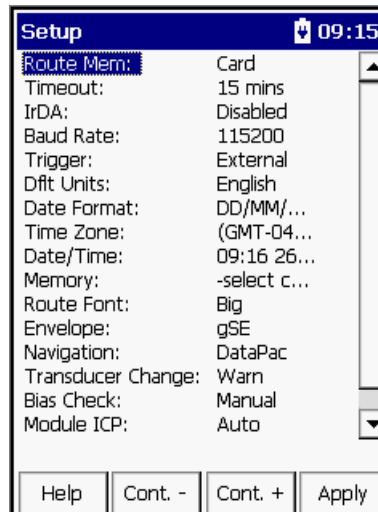 Setup 09:15
Route Mem: Card
Timeout: 15 mins
IrDA: Disabled
Baud Rate: 115200
Trigger: External
Dflt Units: English
Date Format: DD/MM/...
Time Zone: (GMT-04...
Date/Time: 09:16 26...
Memory: -select c...
Route Font: Big
Envelope: gSE
Navigation: DataPac
Transducer Change: Warn
Bias Check: Manual
Module ICP: Auto
Help Cont. - Cont. + Apply